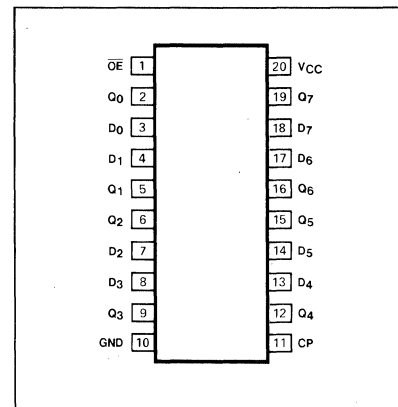 OE 1 20 VCC
Q0 2 19 Q7
D0 3 18 D7
D1 4 17 D6
Q1 5 16 Q6
Q2 6 15 Q5
D2 7 14 D5
D3 8 13 D4
Q3 9 12 Q4
GND 10 11 CP